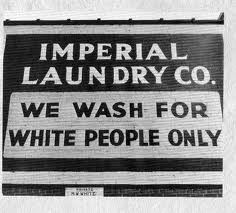 IMPERIAL
LAUNDRY CO.
WE WASH FOR
WHITE PEOPLE ONLY